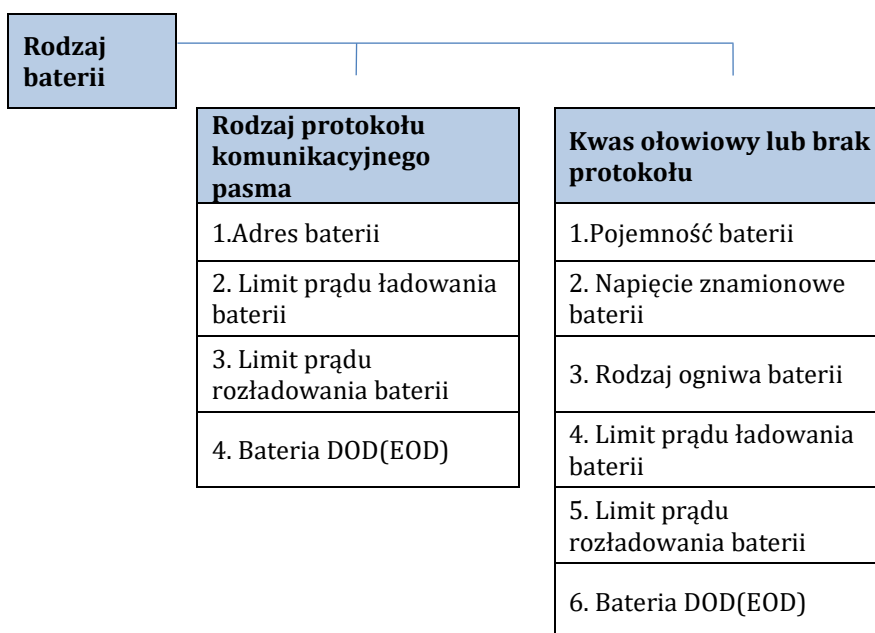 Rodzaj
baterii
Rodzaj protokołu
komunikacyjnego
pasma
1.Adres baterii
2. Limit prądu ładowania
baterii
3. Limit prądu
rozładowania baterii
4. Bateria DOD(EOD)
Kwas ołowiowy lub brak
protokołu
1.Pojemność baterii
2. Napięcie znamionowe
baterii
3. Rodzaj ogniwa baterii
4. Limit prądu ładowania
baterii
5. Limit prądu
rozładowania baterii
6. Bateria DOD(EOD)